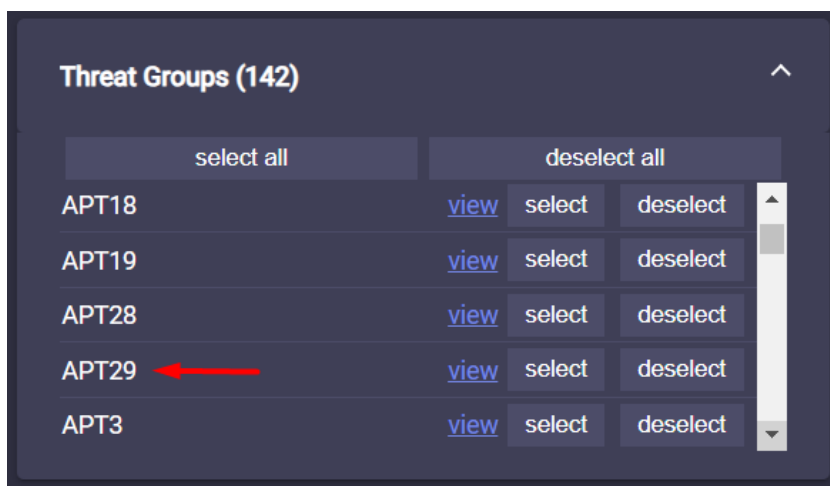 Threat Groups (142)
select all deselect all
APT18 view select deselect
APT19 view select deselect
APT28 view select deselect
APT29 view select deselect
APT3 view select deselect